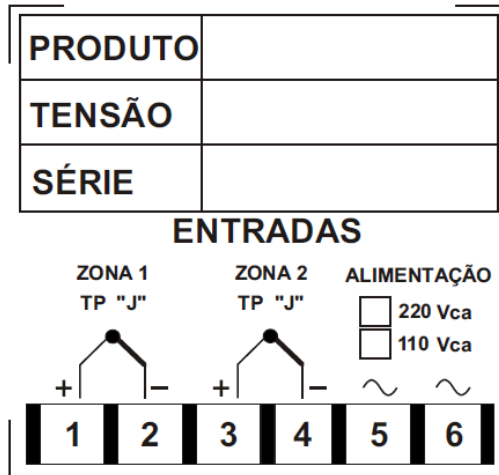 PRODUTO
TENSÃO
SÉRIE
ENTRADAS
ZONA 1 ZONA 2 ALIMENTAÇÃO
TP "J" TP "J" 220 Vca
110 Vca
+ − + − ~ ~
1 2 3 4 5 6